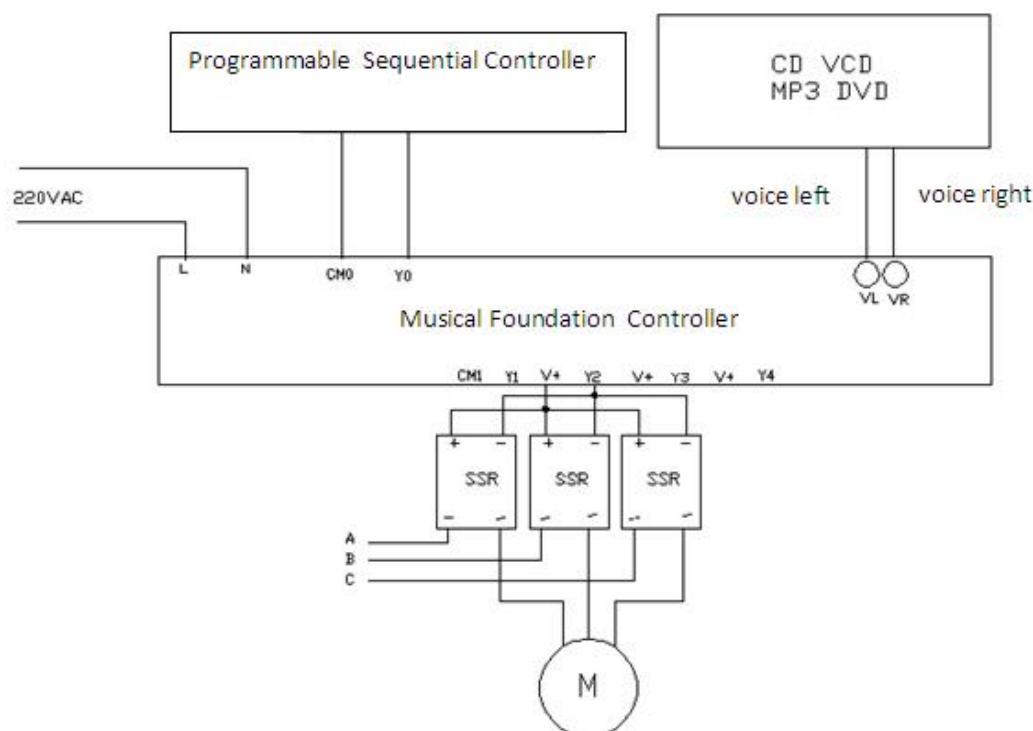 Programmable Sequential Controller
CD VCD
MP3 DVD
220VAC
voice left
voice right
L N CM0 Y0
VL VR
Musical Foundation Controller
CM1 Y1 V+ Y2 V+ Y3 V+ Y4
+ − + − + −
SSR SSR SSR
A
B
C
M